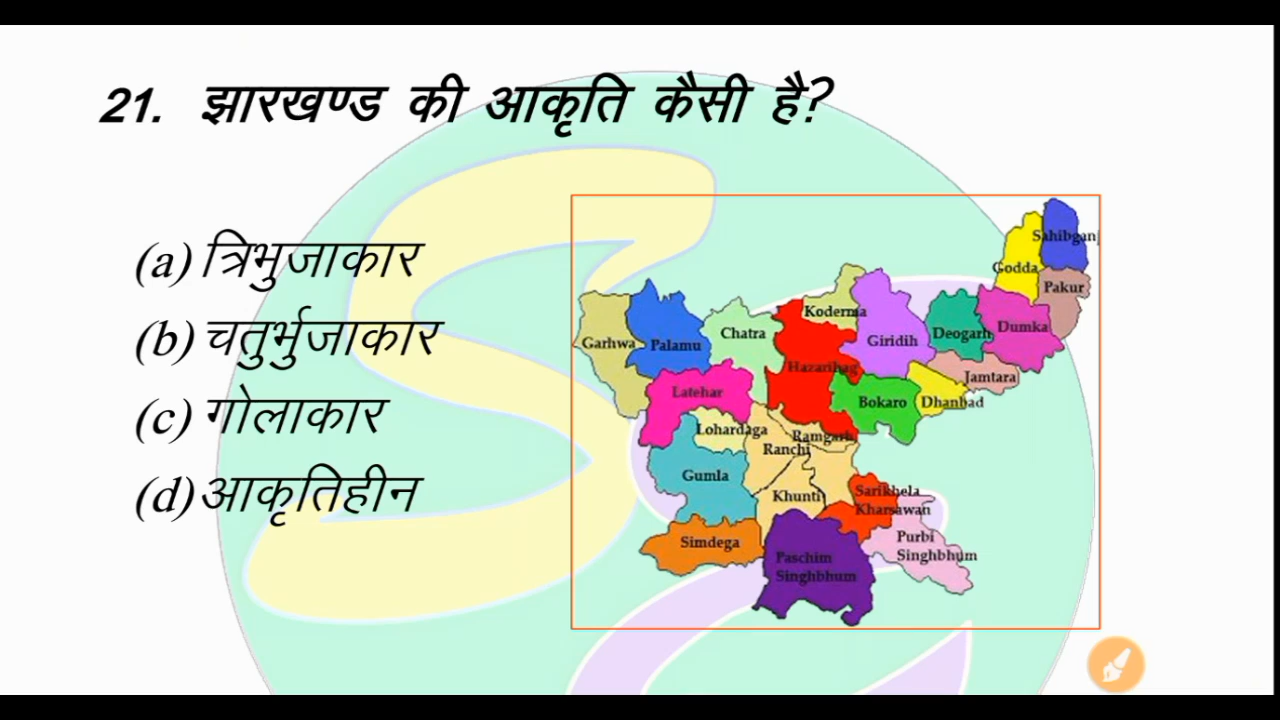 21. झारखण्ड की आकृति कैसी है?
(a) त्रिभुजाकार
(b) चतुर्भुजाकार
(c) गोलाकार
(d) आकृतिहीन
Sahibganj
Godda
Pakur
Koderma
Garhwa
Palamu
Chatra
Giridih
Deogarh
Dumka
Hazaribag
Jamtara
Latehar
Bokaro
Dhanbad
Lohardaga
Ramgarh
Ranchi
Gumla
Khunti
Sarikhela
Kharsawan
Simdega
Purbi
Singhbhum
Paschim
Singhbhum